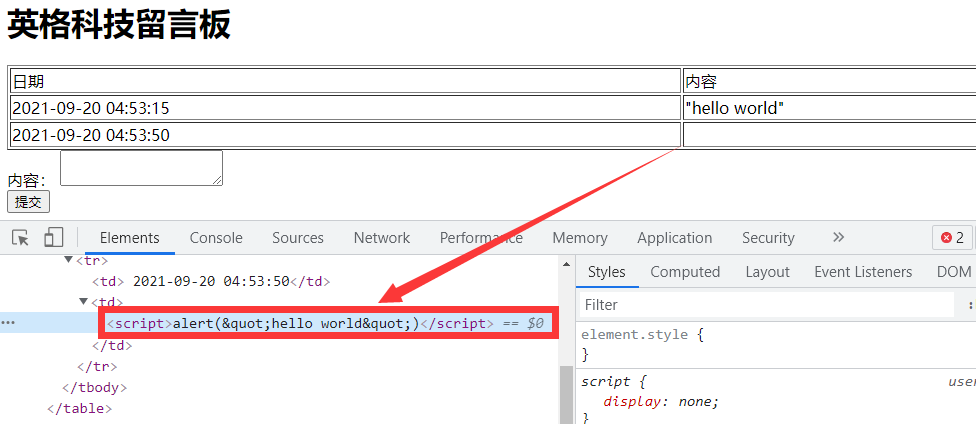 英格科技留言板
日期 内容
2021-09-20 04:53:15 "hello world"
2021-09-20 04:53:50
内容：
提交
Elements Console Sources Network Performance Memory Application Security » 2
<tr>
<td> 2021-09-20 04:53:50</td>
<td>
<script>alert(&quot;hello world&quot;)</script> == $0
</td>
</tr>
</tbody>
</table>
Styles Computed Layout Event Listeners DOM
Filter
element.style {
}
script { user
display: none;
}